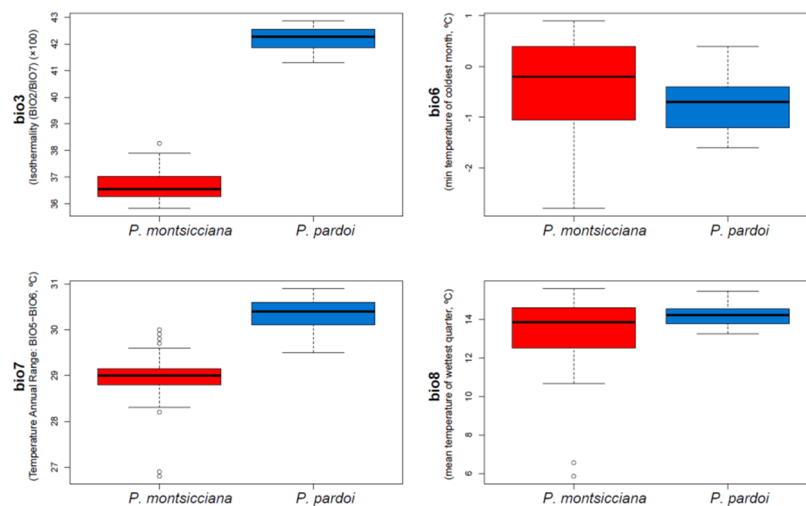 bio3
(Isothermality (BIO2/BIO7) (×100)
43
42
41
40
39
38
37
36
P. montsicciana
P. pardoi
bio6
(min temperature of coldest month, ºC)
1
0
-1
-2
P. montsicciana
P. pardoi
bio7
(Temperature Annual Range: BIO5−BIO6, ºC)
31
30
29
28
27
P. montsicciana
P. pardoi
bio8
(mean temperature of wettest quarter, ºC)
14
12
10
8
6
P. montsicciana
P. pardoi